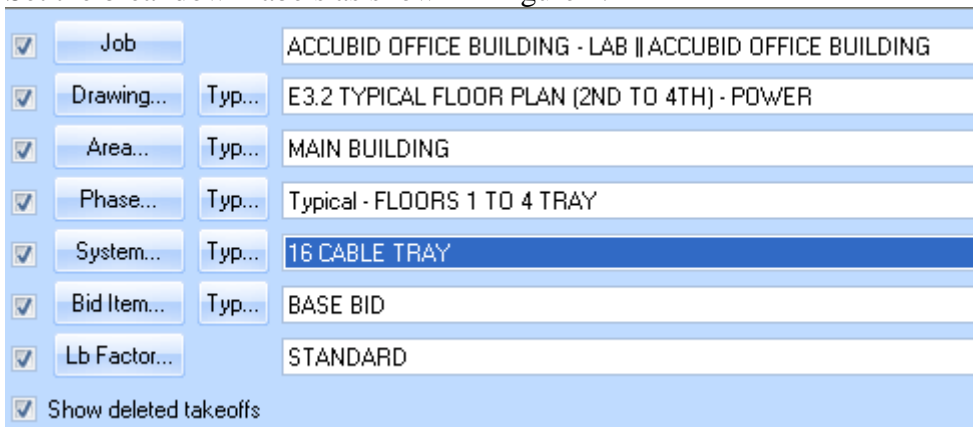 Job ACCUBID OFFICE BUILDING - LAB || ACCUBID OFFICE BUILDING
Drawing... Typ... E3.2 TYPICAL FLOOR PLAN (2ND TO 4TH) - POWER
Area... Typ... MAIN BUILDING
Phase... Typ... Typical - FLOORS 1 TO 4 TRAY
System... Typ... 16 CABLE TRAY
Bid Item... Typ... BASE BID
Lb Factor... STANDARD
Show deleted takeoffs